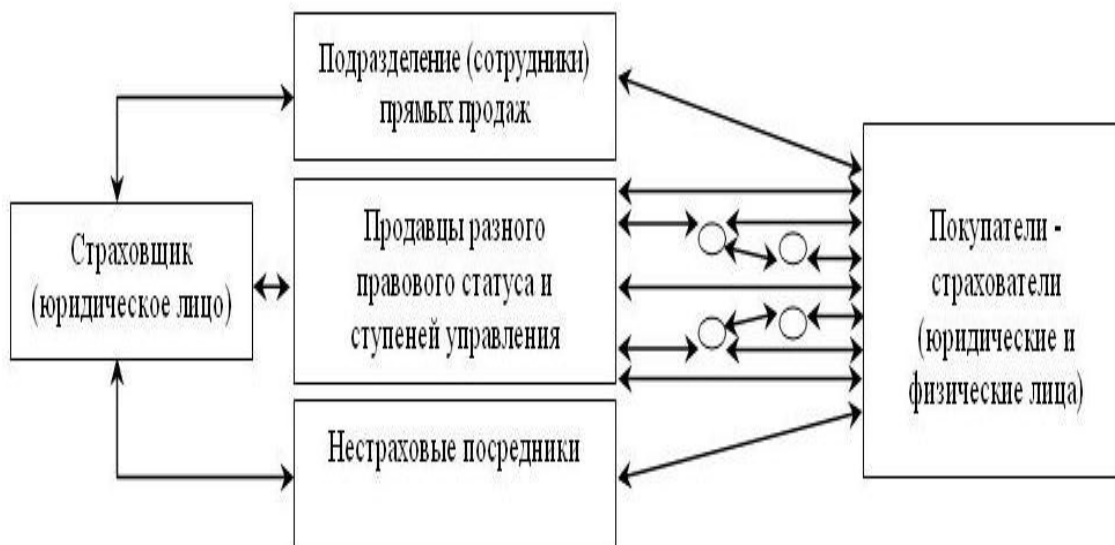 Подразделение (сотрудники)
прямых продаж
Страховщик
(юридическое лицо)
Продавцы разного
правового статуса и
ступеней управления
Нестраховые посредники
Покупатели -
страхователи
(юридические и
физические лица)